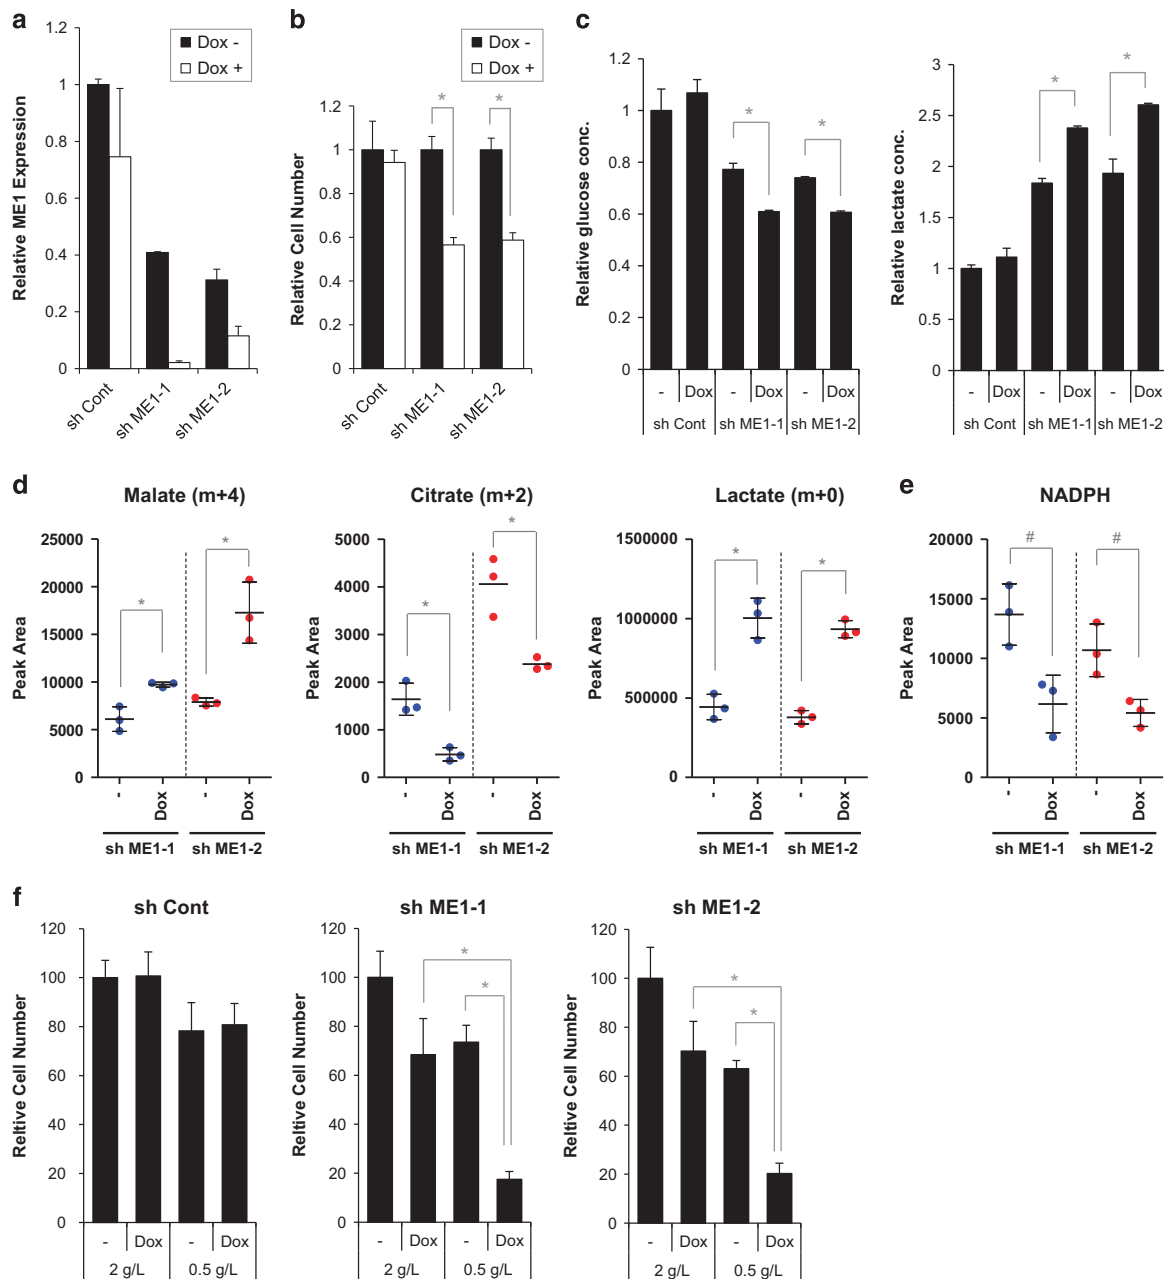 a
1.2
1
0.8
0.6
0.4
0.2
0
Relative ME1 Expression
Dox -
Dox +
sh Cont
sh ME1-1
sh ME1-2
b
1.2
1
0.8
0.6
0.4
0.2
0
Relative Cell Number
Dox -
Dox +
*
*
sh Cont
sh ME1-1
sh ME1-2
c
1.2
1
0.8
0.6
0.4
0.2
0
Relative glucose conc.
*
*
- Dox - Dox - Dox
sh Cont sh ME1-1 sh ME1-2
3
2.5
2
1.5
1
0.5
0
Relative lactate conc.
*
*
- Dox - Dox - Dox
sh Cont sh ME1-1 sh ME1-2
d
Malate (m+4)
25000
20000
15000
10000
5000
0
Peak Area
*
*
- Dox - Dox
sh ME1-1 sh ME1-2
Citrate (m+2)
5000
4000
3000
2000
1000
0
Peak Area
*
*
- Dox - Dox
sh ME1-1 sh ME1-2
Lactate (m+0)
1500000
1000000
500000
0
Peak Area
*
*
- Dox - Dox
sh ME1-1 sh ME1-2
e
NADPH
20000
15000
10000
5000
0
Peak Area
#
#
- Dox - Dox
sh ME1-1 sh ME1-2
f
sh Cont
120
100
80
60
40
20
0
Reltive Cell Number
- Dox - Dox
2 g/L 0.5 g/L
sh ME1-1
120
100
80
60
40
20
0
Reltive Cell Number
*
*
- Dox - Dox
2 g/L 0.5 g/L
sh ME1-2
120
100
80
60
40
20
0
Reltive Cell Number
*
*
- Dox - Dox
2 g/L 0.5 g/L